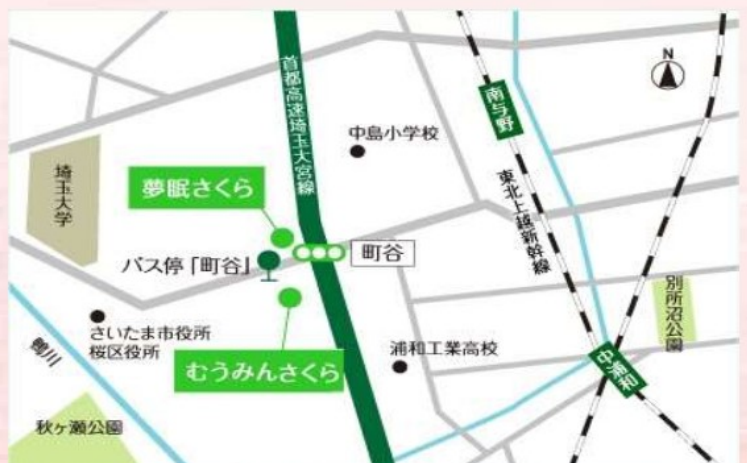 首都高速埼玉大宮線
N
南与野
中島小学校
埼玉大学
夢眠さくら
東北上越新幹線
町谷
バス停「町谷」
別所沼公園
さいたま市役所
桜区役所
鴨川
浦和工業高校
中浦和
むうみんさくら
秋ヶ瀬公園